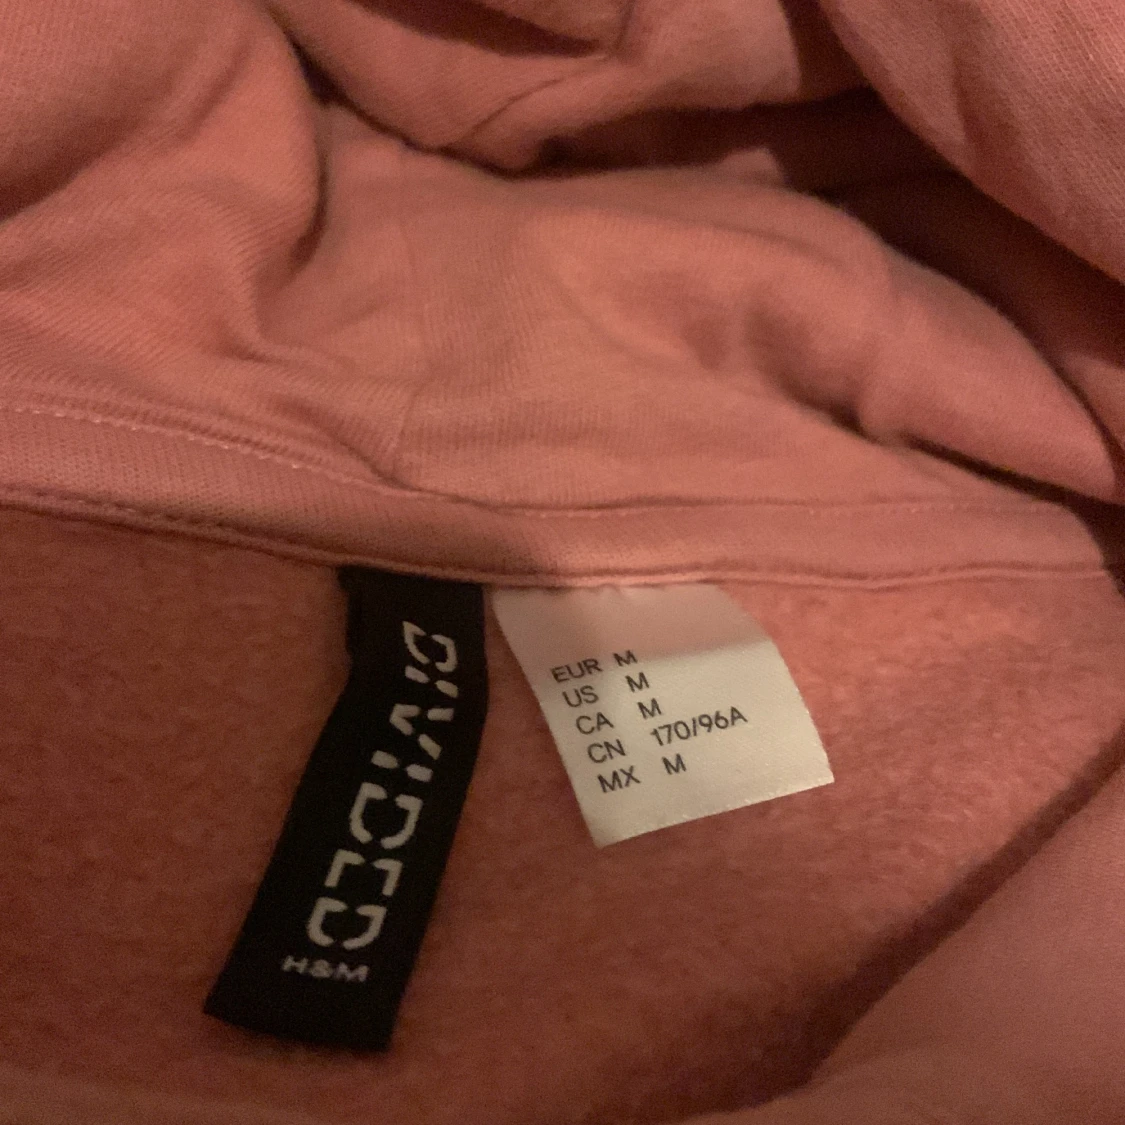 DIVIDED
H&M
EUR M
US M
CA M
CN 170/96A
MX M